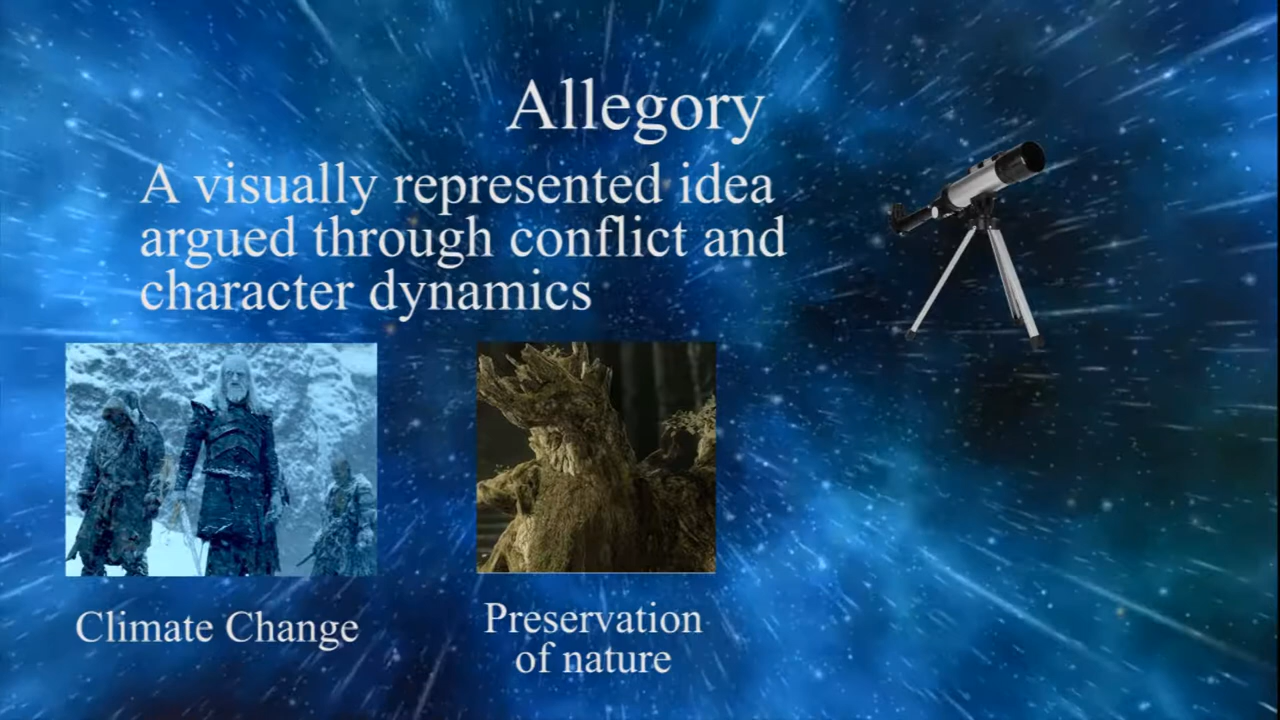 Allegory
A visually represented idea
argued through conflict and
character dynamics
Climate Change
Preservation
of nature